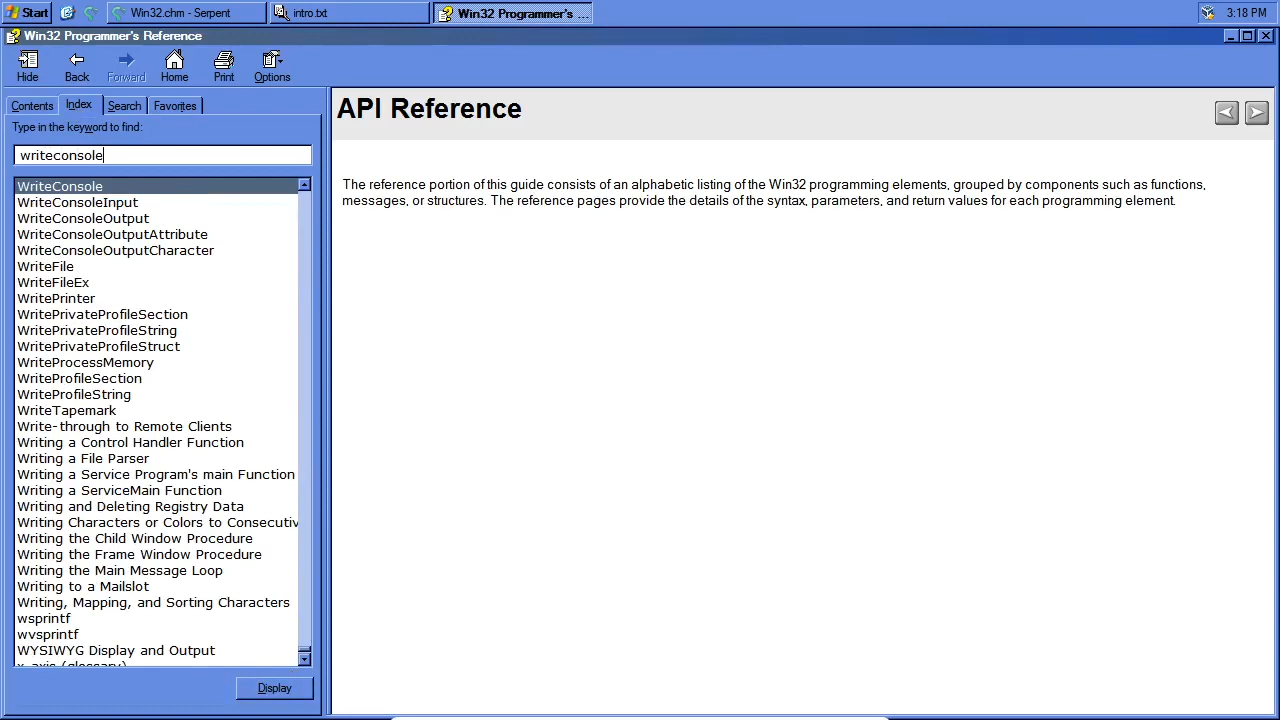 Start
Win32.chm - Serpent
intro.txt
Win32 Programmer's ...
3:18 PM
Win32 Programmer's Reference
Hide
Back
Forward
Home
Print
Options
Contents
Index
Search
Favorites
Type in the keyword to find:
writeconsole
WriteConsole
WriteConsoleInput
WriteConsoleOutput
WriteConsoleOutputAttribute
WriteConsoleOutputCharacter
WriteFile
WriteFileEx
WritePrinter
WritePrivateProfileSection
WritePrivateProfileString
WritePrivateProfileStruct
WriteProcessMemory
WriteProfileSection
WriteProfileString
WriteTapemark
Write-through to Remote Clients
Writing a Control Handler Function
Writing a File Parser
Writing a Service Program's main Function
Writing a ServiceMain Function
Writing and Deleting Registry Data
Writing Characters or Colors to Consecutiv
Writing the Child Window Procedure
Writing the Frame Window Procedure
Writing the Main Message Loop
Writing to a Mailslot
Writing, Mapping, and Sorting Characters
wsprintf
wvsprintf
WYSIWYG Display and Output
x-axis (glossary)
Display
API Reference
The reference portion of this guide consists of an alphabetic listing of the Win32 programming elements, grouped by components such as functions,
messages, or structures. The reference pages provide the details of the syntax, parameters, and return values for each programming element.